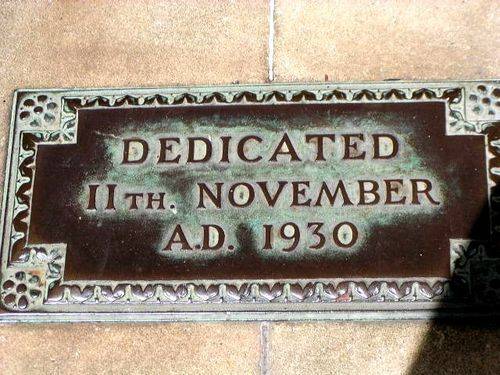 DEDICATED
11TH. NOVEMBER
A.D. 1930